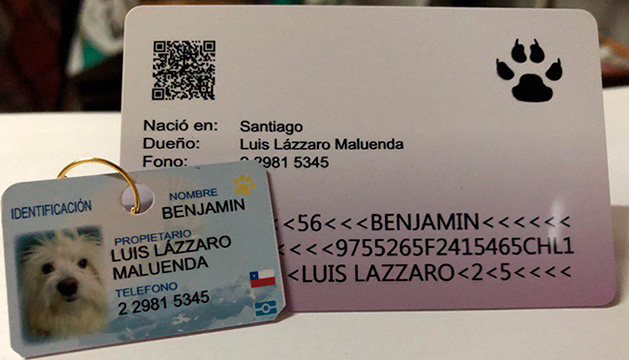 Nació en: Santiago
Dueño: Luis Lázzaro Maluenda
Fono: 2 2981 5345
<<56<<<BENJAMIN<<<<<<
<<<<9755265F2415465CHL1
<LUIS LAZZARO<2<5<<<<
IDENTIFICACIÓN
NOMBRE
BENJAMIN
PROPIETARIO
LUIS LÁZZARO
MALUENDA
TELEFONO
2 2981 5345